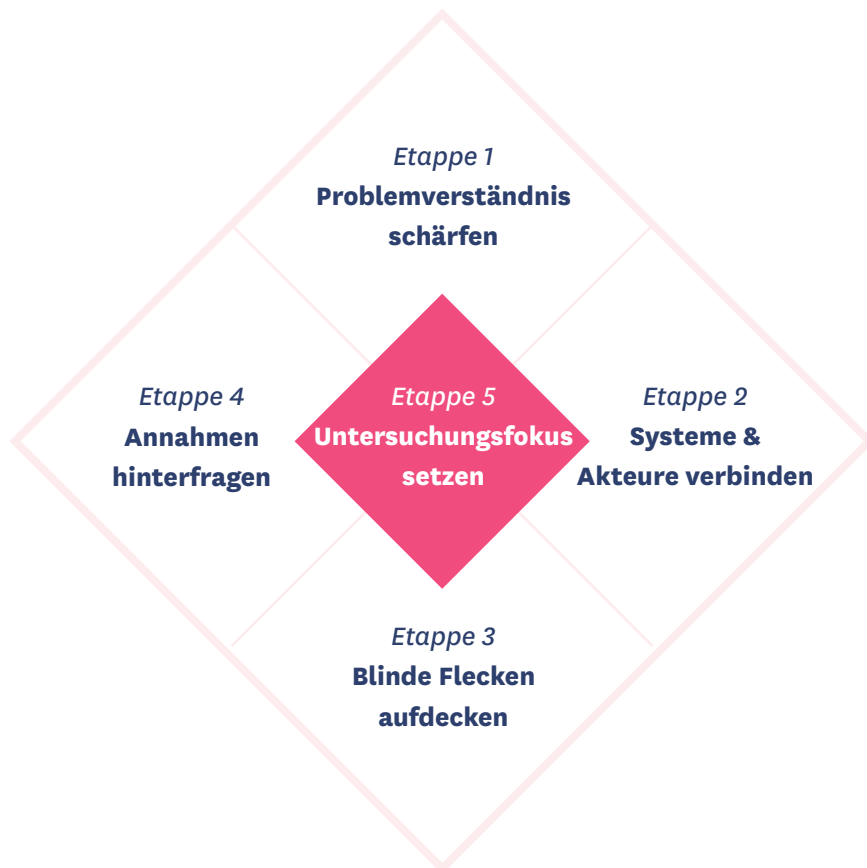 Etappe 1
Problemverständnis
schärfen
Etappe 2
Systeme &
Akteure verbinden
Etappe 3
Blinde Flecken
aufdecken
Etappe 4
Annahmen
hinterfragen
Etappe 5
Untersuchungsfokus
setzen